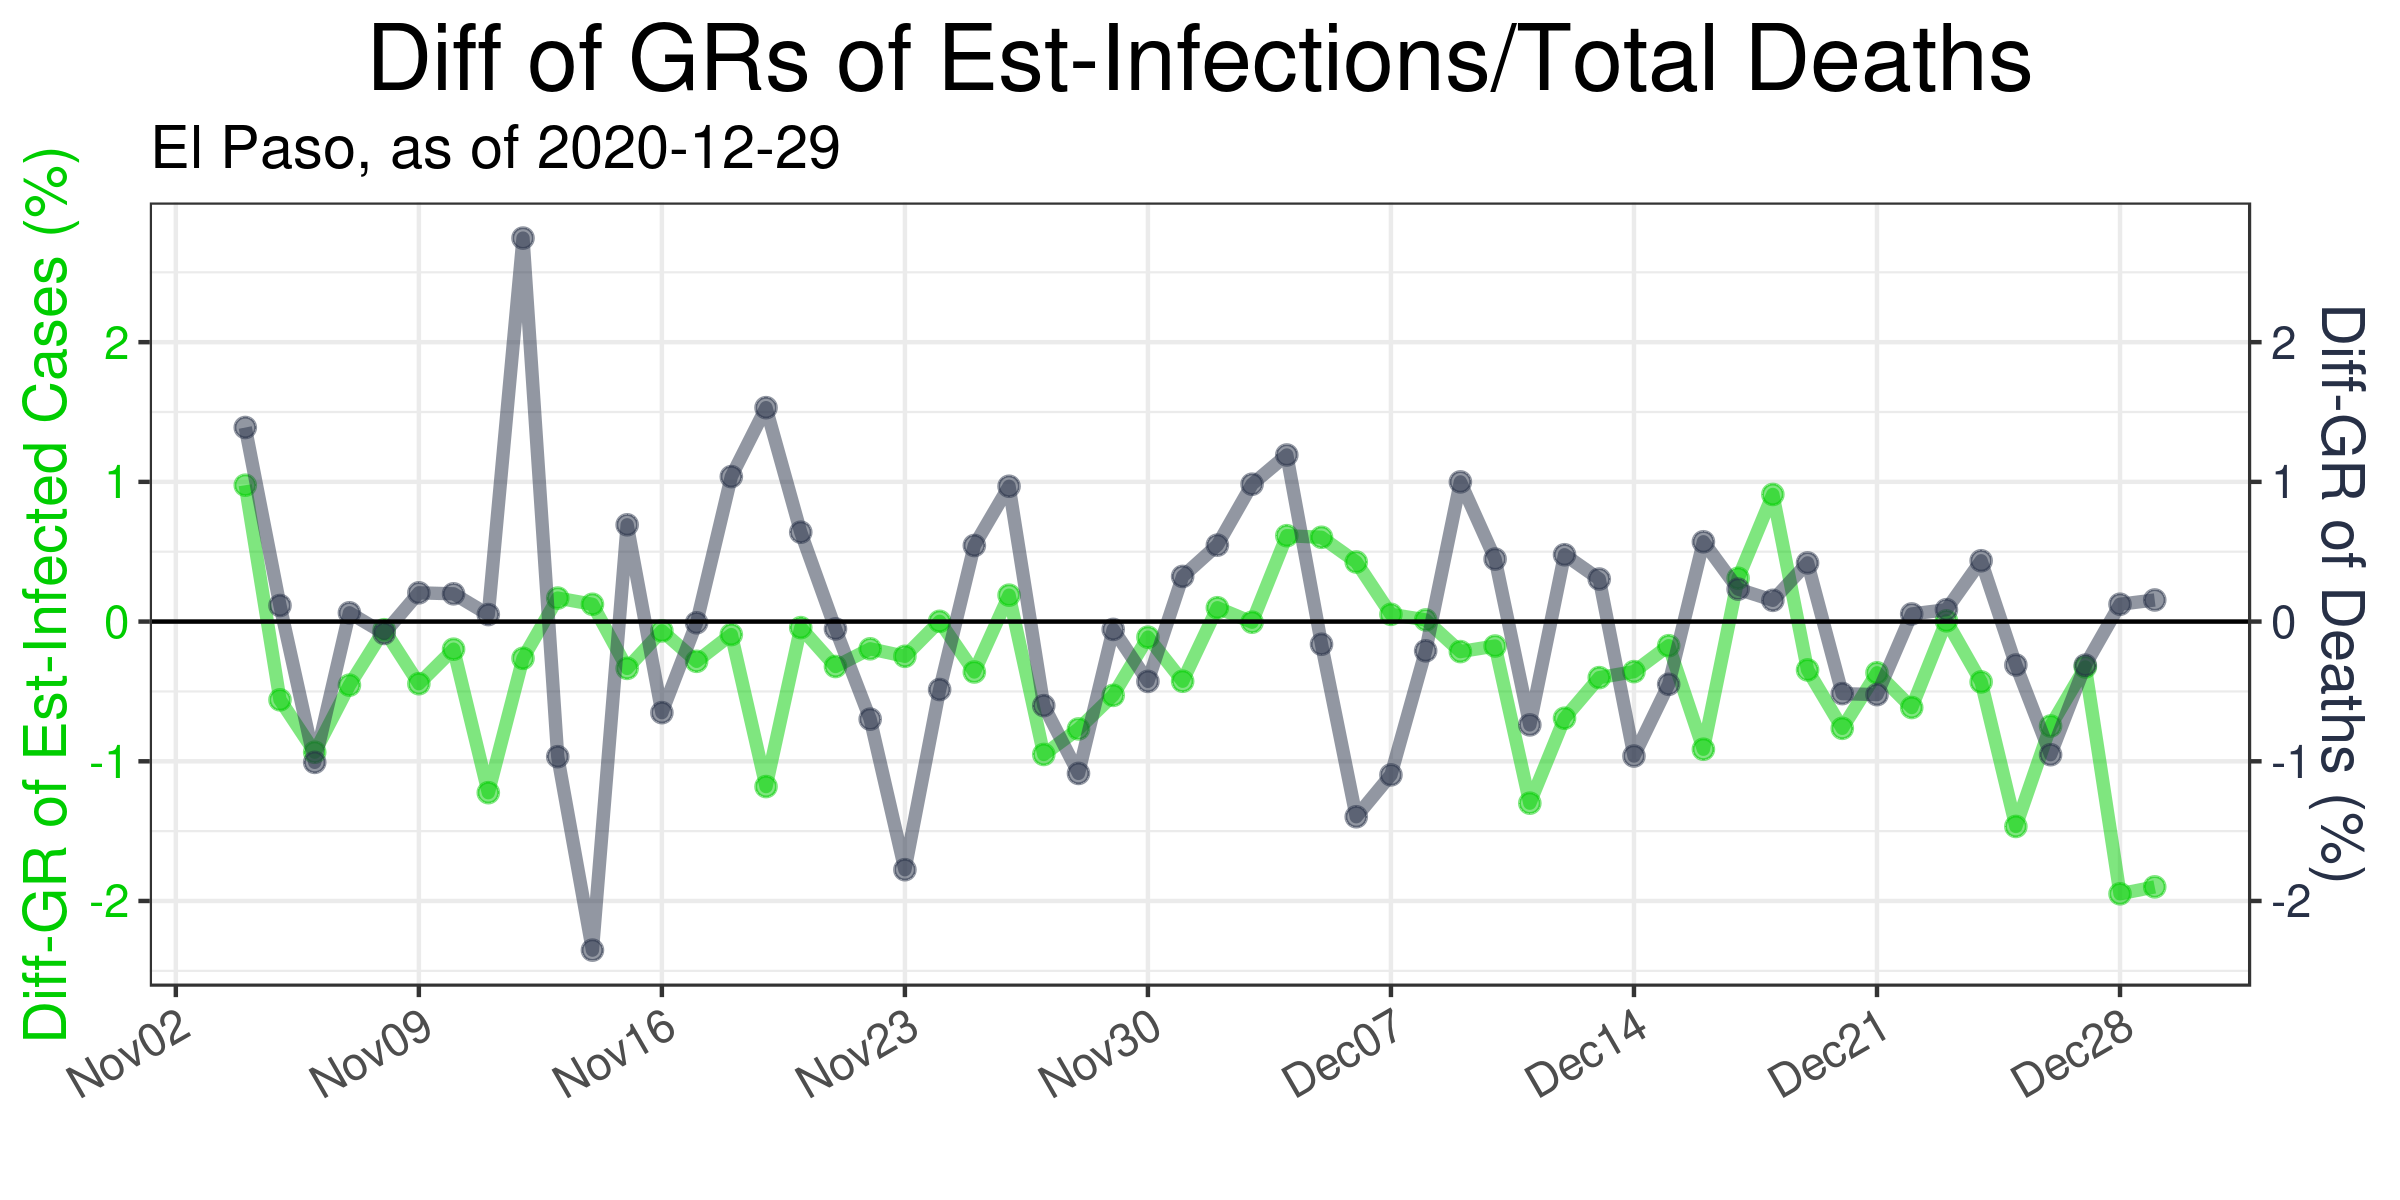 Diff of GRs of Est-Infections/Total Deaths
El Paso, as of 2020-12-29
Diff-GR of Est-Infected Cases (%)
2
1
0
-1
-2
2
1
0
-1
-2
Diff-GR of Deaths (%)
Nov02
Nov09
Nov16
Nov23
Nov30
Dec07
Dec14
Dec21
Dec28